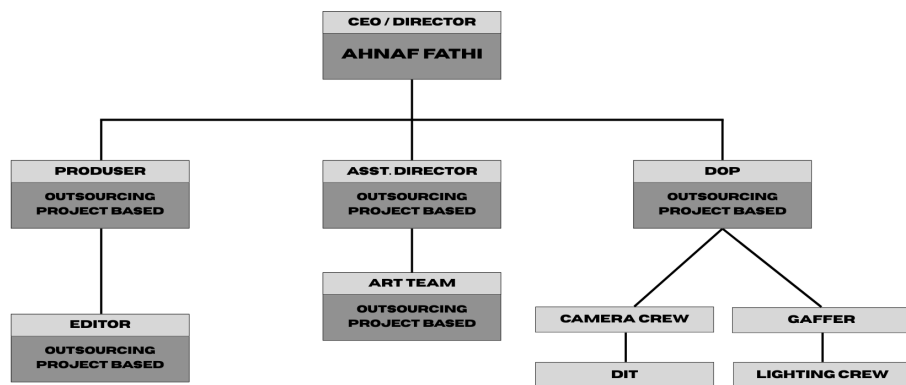 CEO / DIRECTOR
AHNAF FATHI
PRODUSER
OUTSOURCING
PROJECT BASED
ASST. DIRECTOR
OUTSOURCING
PROJECT BASED
DOP
OUTSOURCING
PROJECT BASED
ART TEAM
OUTSOURCING
PROJECT BASED
EDITOR
OUTSOURCING
PROJECT BASED
CAMERA CREW
GAFFER
DIT
LIGHTING CREW